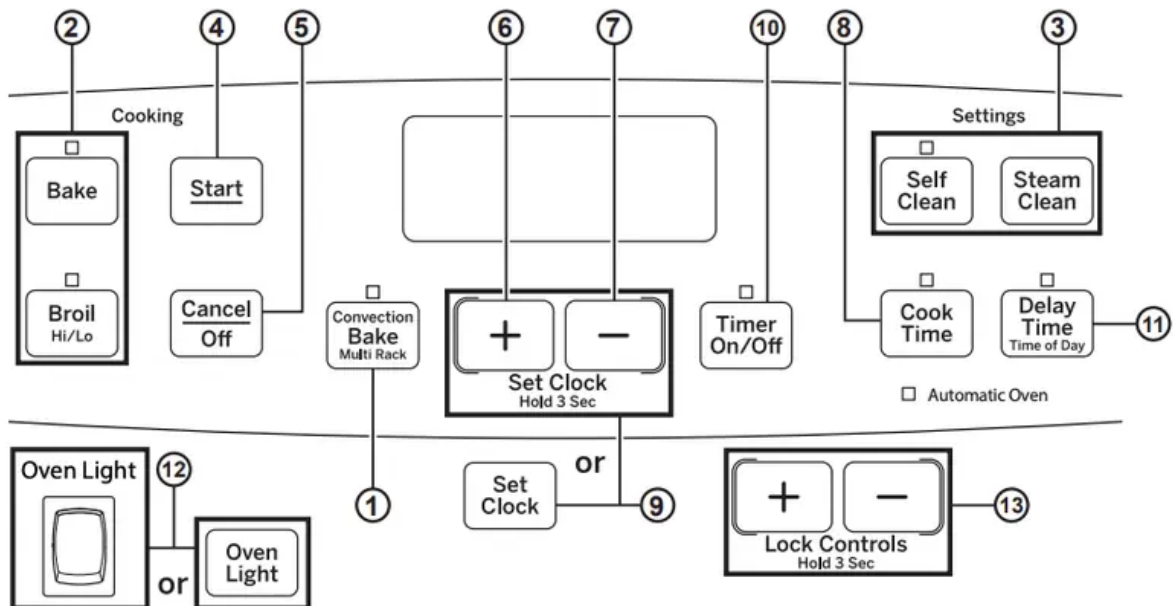 2
4
5
6
7
10
8
3
Cooking
Settings
Bake
Start
Self
Clean
Steam
Clean
Broil
Hi/Lo
Cancel
Off
Convection
Bake
Multi Rack
+
−
Set Clock
Hold 3 Sec
Timer
On/Off
Cook
Time
Delay
Time
Time of Day
11
Automatic Oven
Oven Light
12
or
Oven
Light
1
Set
Clock
or
9
+
−
Lock Controls
Hold 3 Sec
13